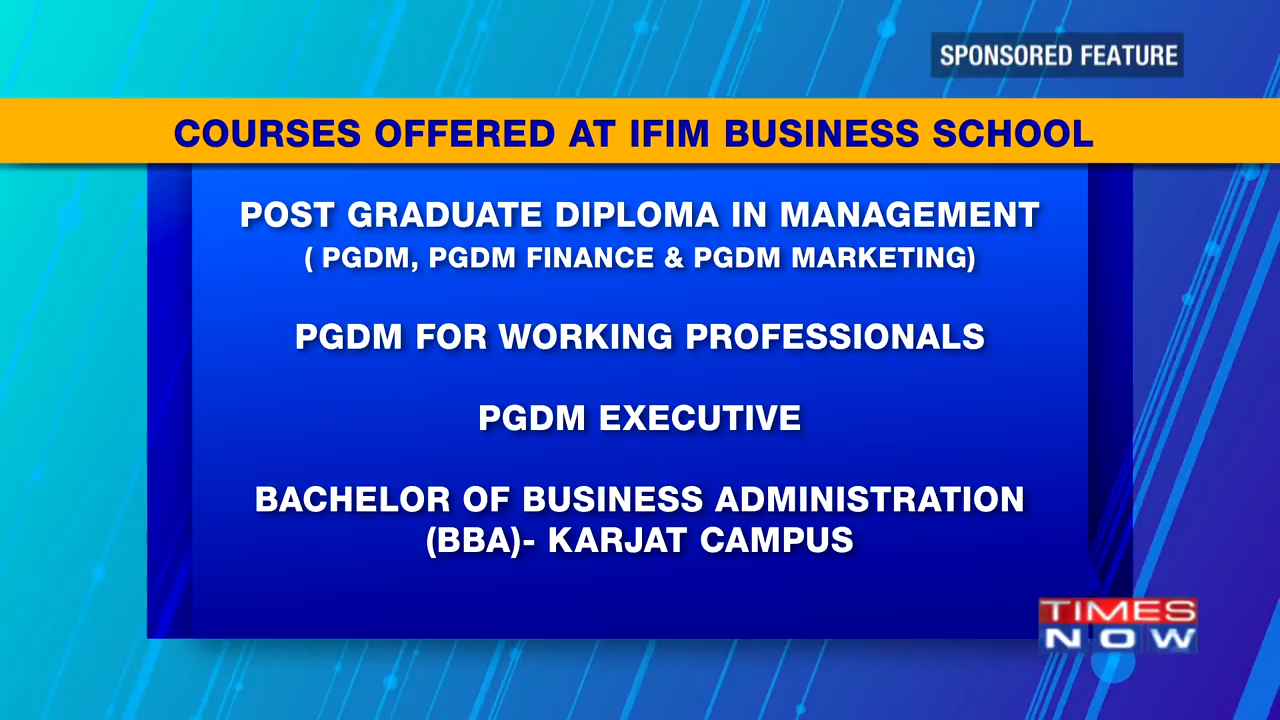 SPONSORED FEATURE
COURSES OFFERED AT IFIM BUSINESS SCHOOL
POST GRADUATE DIPLOMA IN MANAGEMENT
( PGDM, PGDM FINANCE & PGDM MARKETING)
PGDM FOR WORKING PROFESSIONALS
PGDM EXECUTIVE
BACHELOR OF BUSINESS ADMINISTRATION
(BBA)- KARJAT CAMPUS
TIMES
NOW